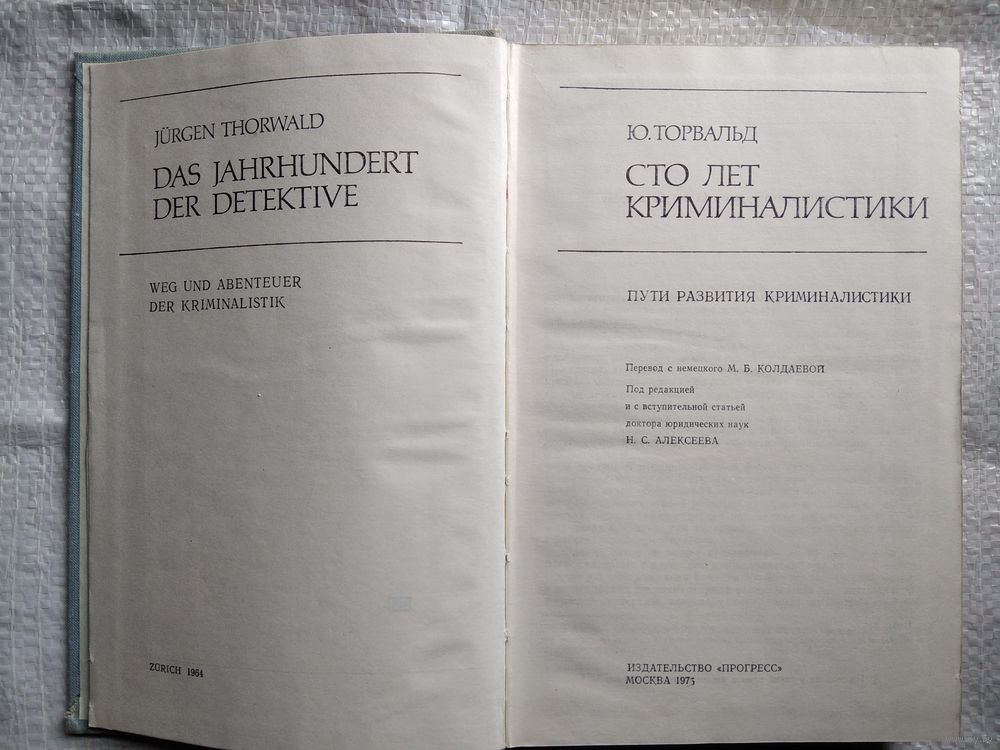 JÜRGEN THORWALD
DAS JAHRHUNDERT
DER DETEKTIVE
WEG UND ABENTEUER
DER KRIMINALISTIK
ZÜRICH 1964
Ю. ТОРВАЛЬД
СТО ЛЕТ
КРИМИНАЛИСТИКИ
ПУТИ РАЗВИТИЯ КРИМИНАЛИСТИКИ
Перевод с немецкого М. Б. КОЛДАЕВОЙ
Под редакцией
и с вступительной статьей
доктора юридических наук
Н. С. АЛЕКСЕЕВА
ИЗДАТЕЛЬСТВО «ПРОГРЕСС»
МОСКВА 1975